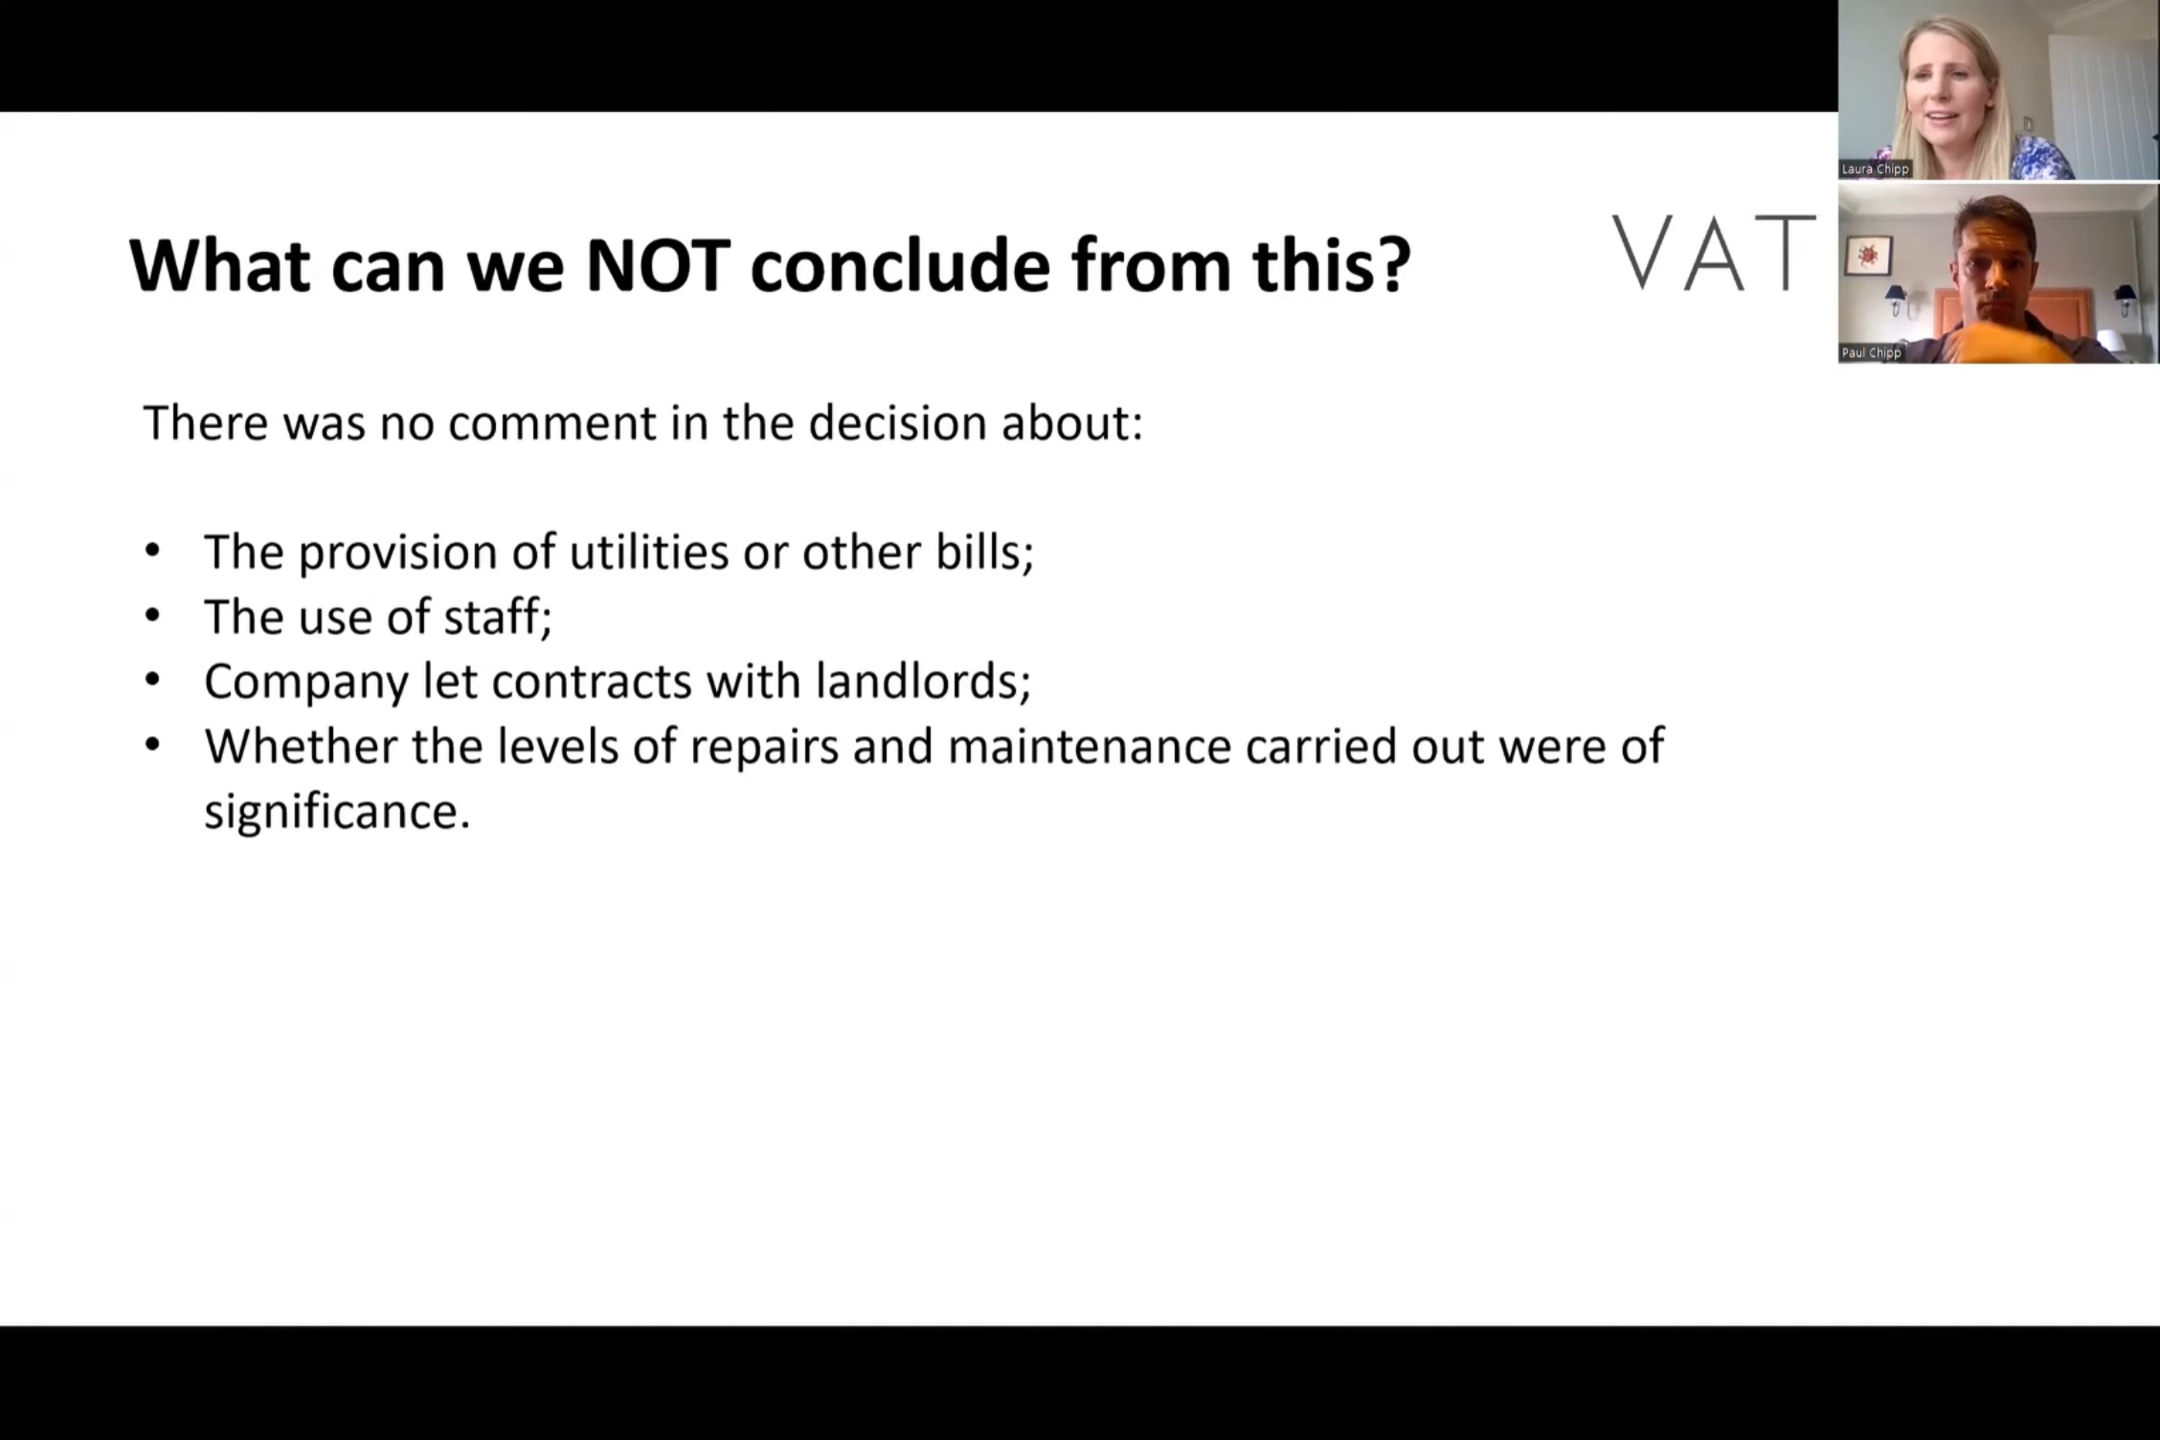 Laura Chipp
What can we NOT conclude from this?
VAT
Paul Chipp
There was no comment in the decision about:
• The provision of utilities or other bills;
• The use of staff;
• Company let contracts with landlords;
• Whether the levels of repairs and maintenance carried out were of
significance.